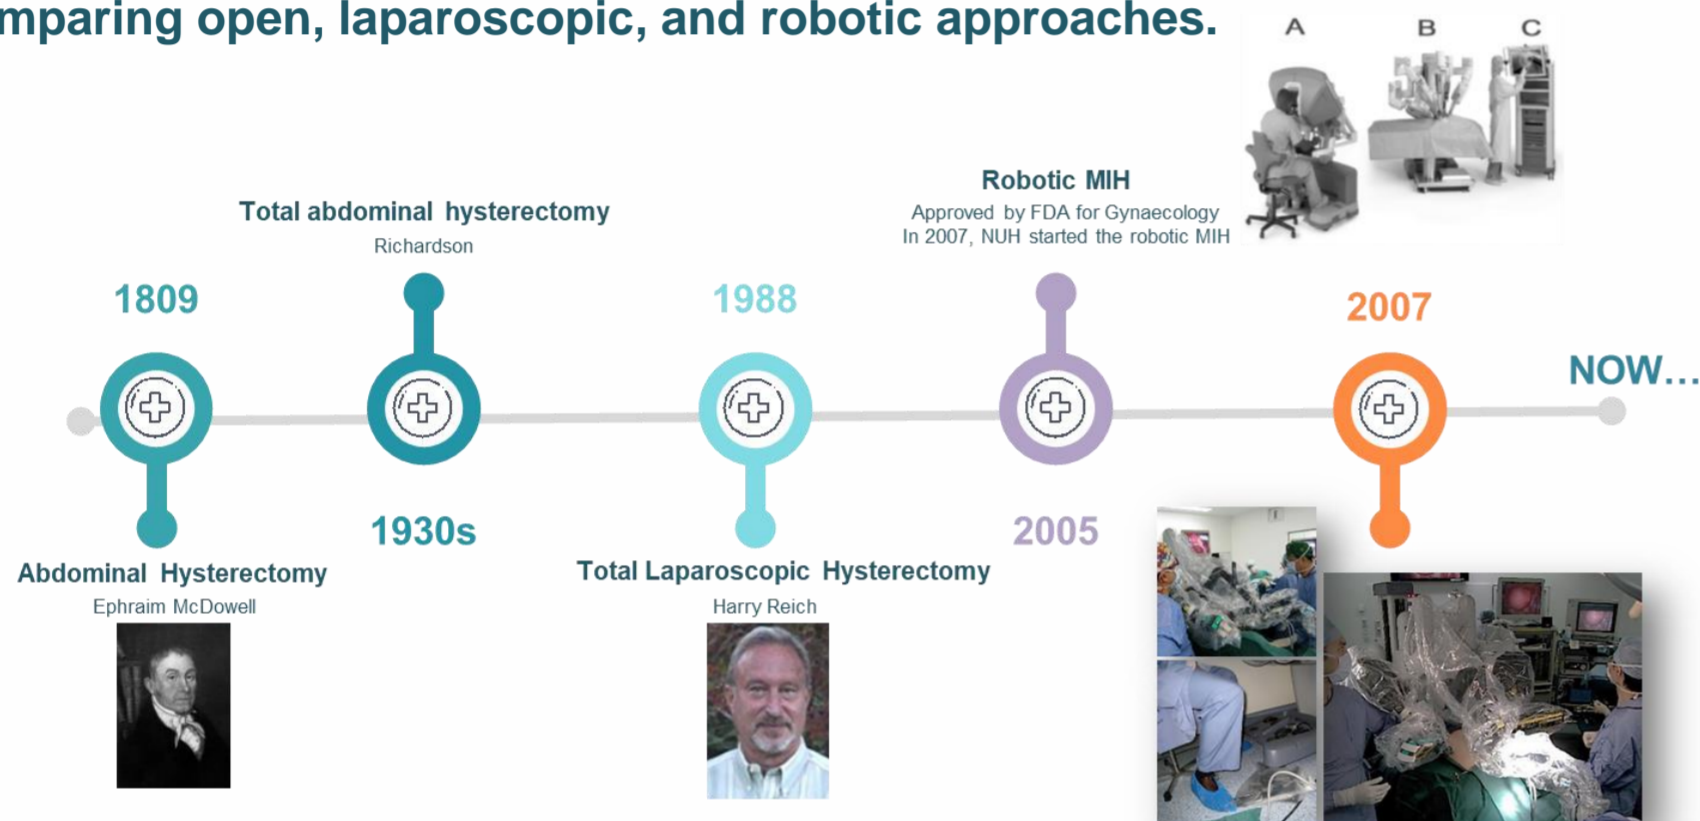 mparing open, laparoscopic, and robotic approaches.
A B C
Robotic MIH
Approved by FDA for Gynaecology
In 2007, NUH started the robotic MIH
Total abdominal hysterectomy
Richardson
1809
1988
2007
NOW...
1930s
2005
Abdominal Hysterectomy
Ephraim McDowell
Total Laparoscopic Hysterectomy
Harry Reich